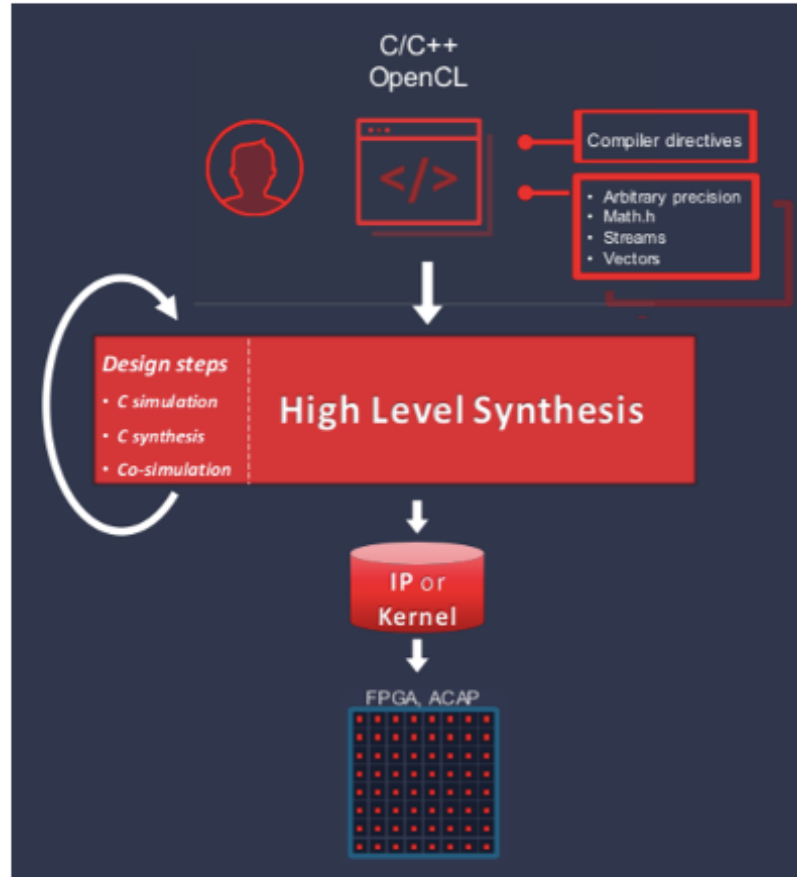 C/C++
OpenCL
</>
Compiler directives
• Arbitrary precision
• Math.h
• Streams
• Vectors
Design steps
• C simulation
• C synthesis
• Co-simulation
High Level Synthesis
IP or
Kernel
FPGA, ACAP